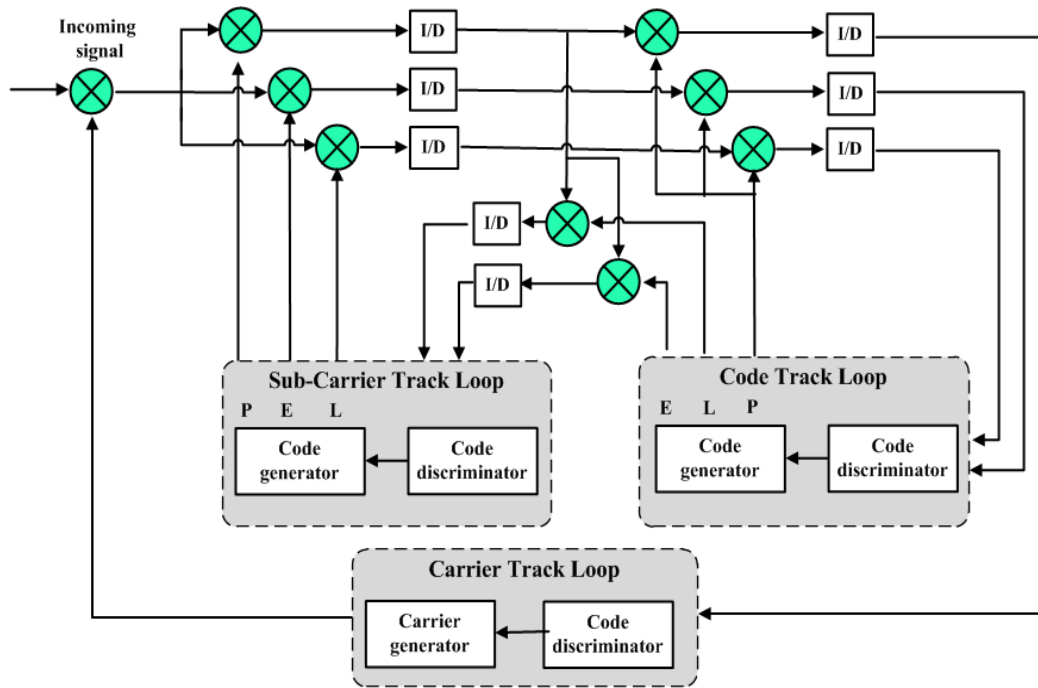 Incoming
signal
I/D
I/D
I/D
I/D
I/D
I/D
I/D
I/D
Sub-Carrier Track Loop
P E L
Code
generator
Code
discriminator
Code Track Loop
E L P
Code
generator
Code
discriminator
Carrier Track Loop
Carrier
generator
Code
discriminator